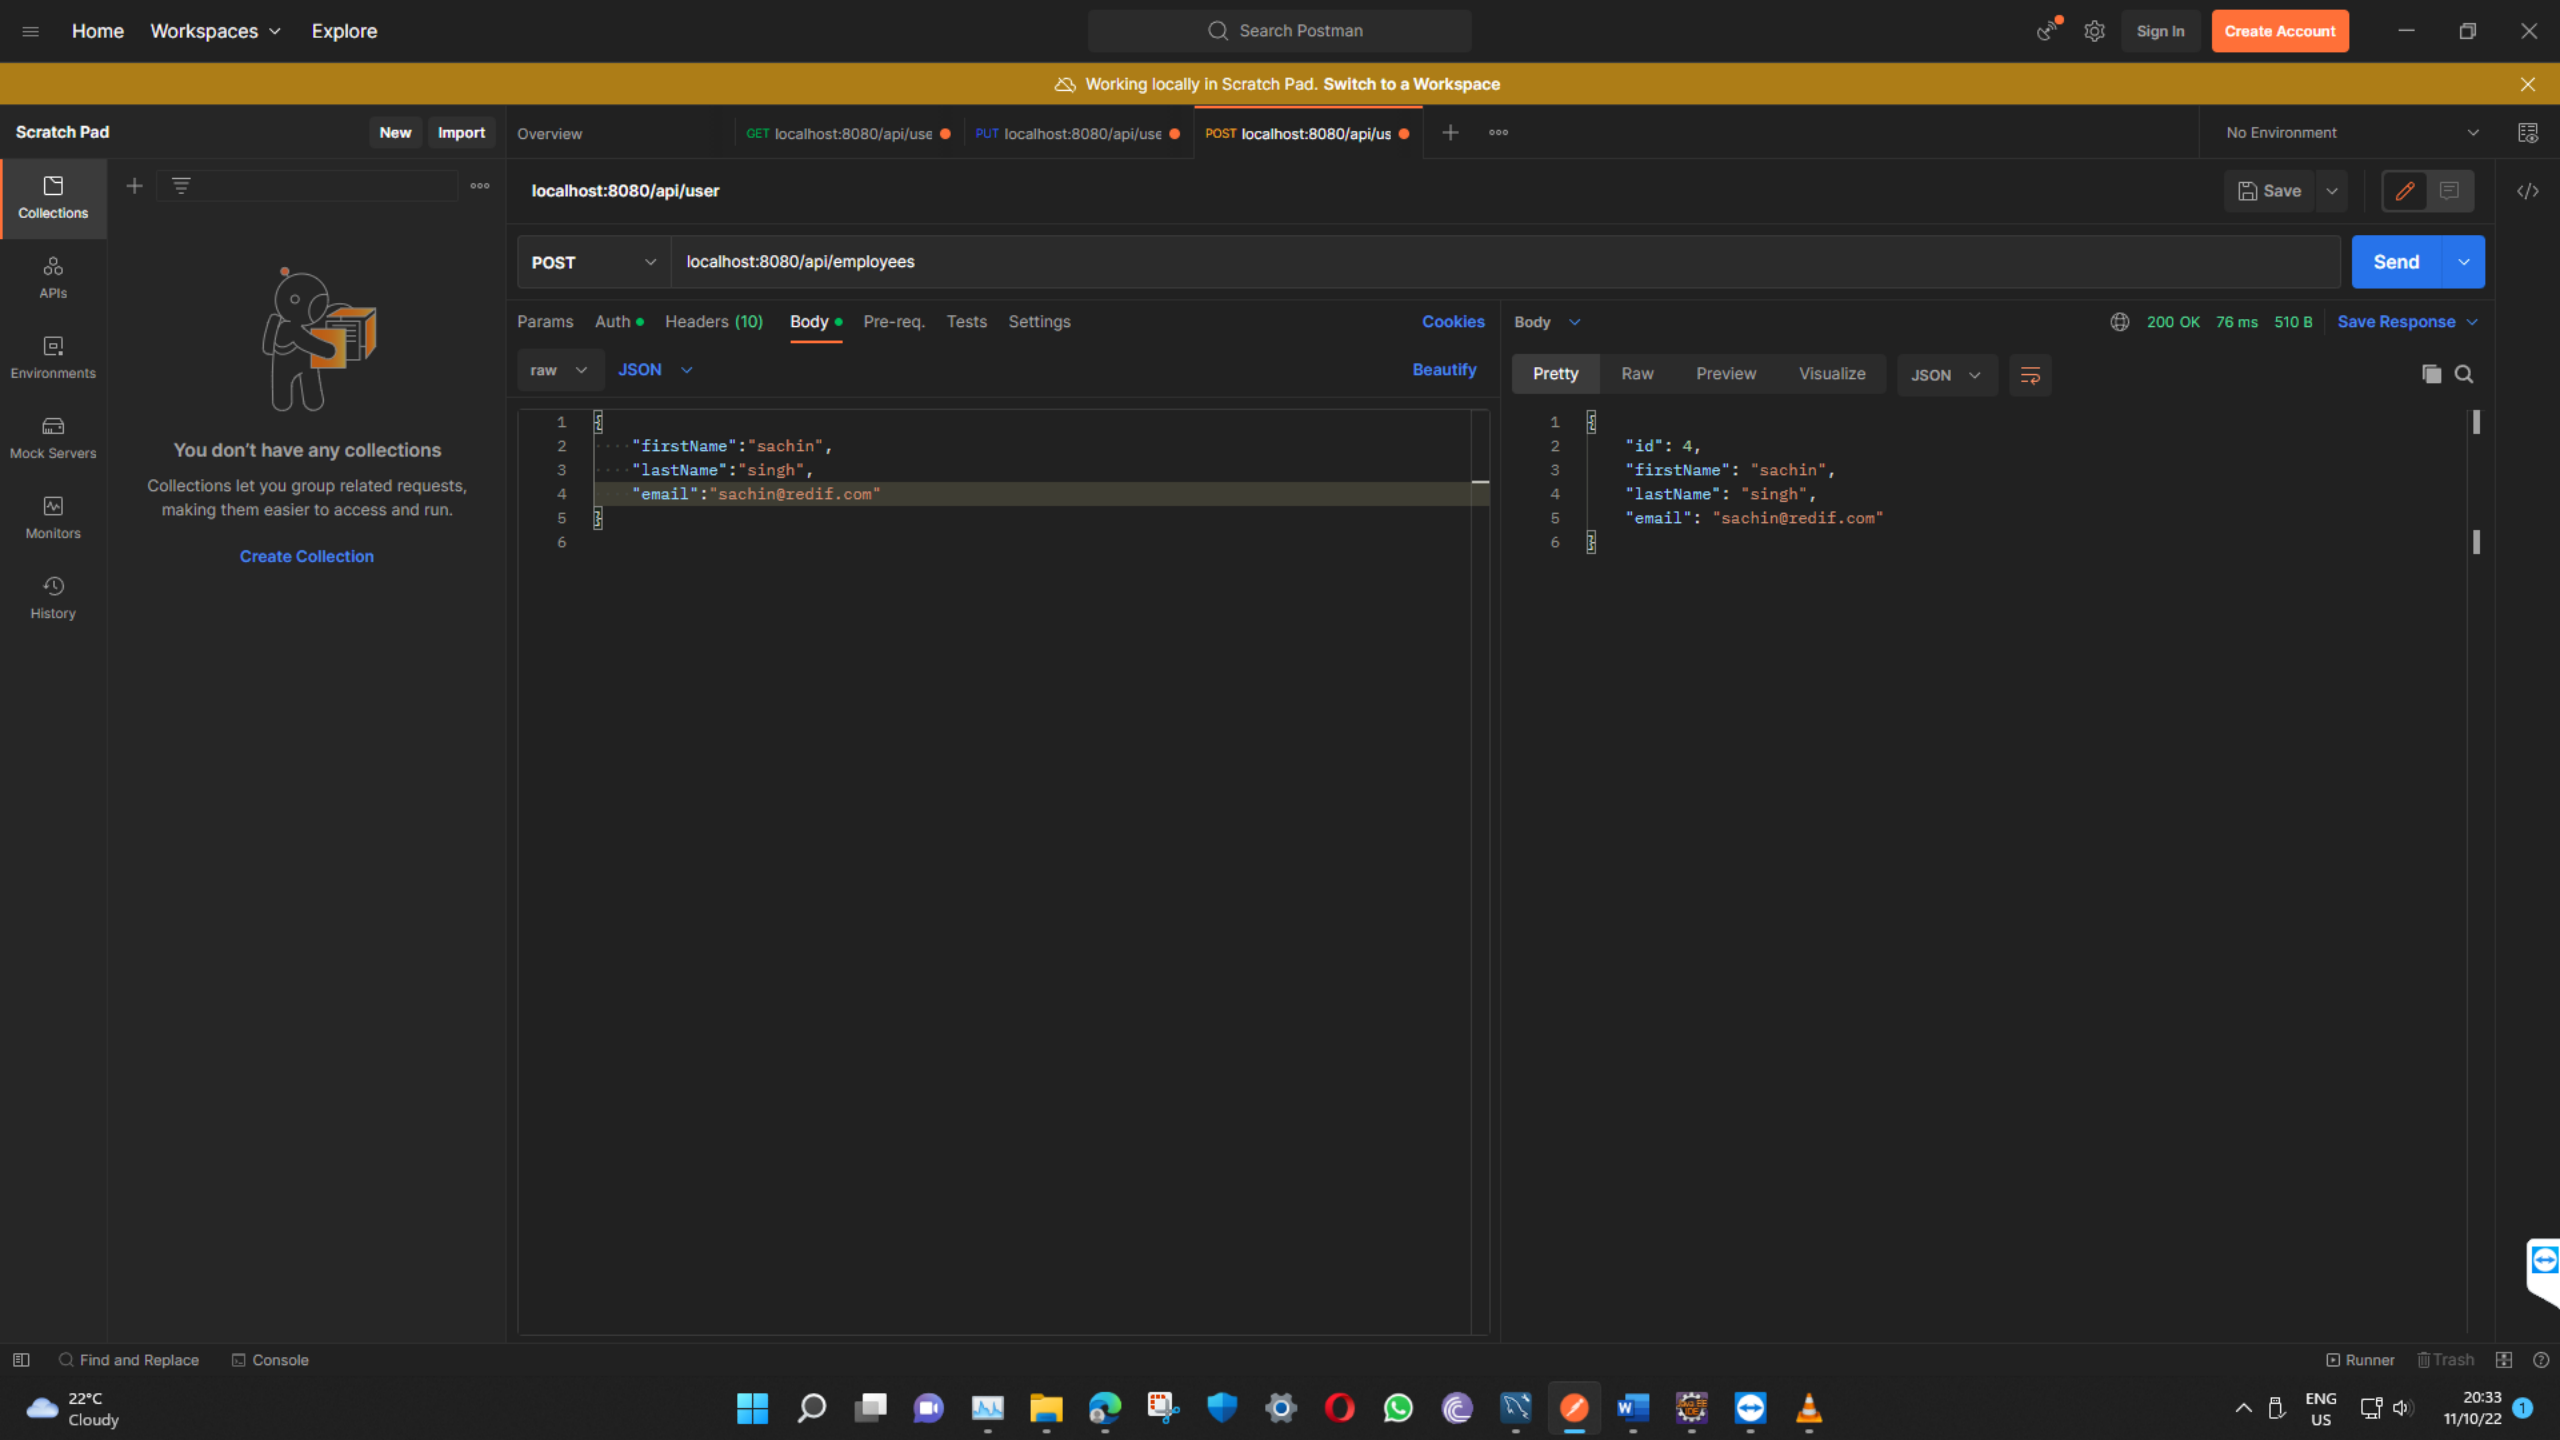 Home Workspaces Explore
Search Postman
Sign In Create Account
Working locally in Scratch Pad. Switch to a Workspace
Scratch Pad New Import
Overview GET localhost:8080/api/use PUT localhost:8080/api/use POST localhost:8080/api/us
No Environment
Collections
APIs
Environments
Mock Servers
Monitors
History
You don't have any collections
Collections let you group related requests,
making them easier to access and run.
Create Collection
localhost:8080/api/user
Save
POST localhost:8080/api/employees
Send
Params Auth Headers (10) Body Pre-req. Tests Settings Cookies
raw JSON Beautify
1 {
2 "firstName":"sachin",
3 "lastName":"singh",
4 "email":"sachin@redif.com"
5 }
6
Body 200 OK 76 ms 510 B Save Response
Pretty Raw Preview Visualize JSON
1 {
2 "id": 4,
3 "firstName": "sachin",
4 "lastName": "singh",
5 "email": "sachin@redif.com"
6 }
Find and Replace Console
Runner Trash
22°C
Cloudy
ENG
US
20:33
11/10/22
1